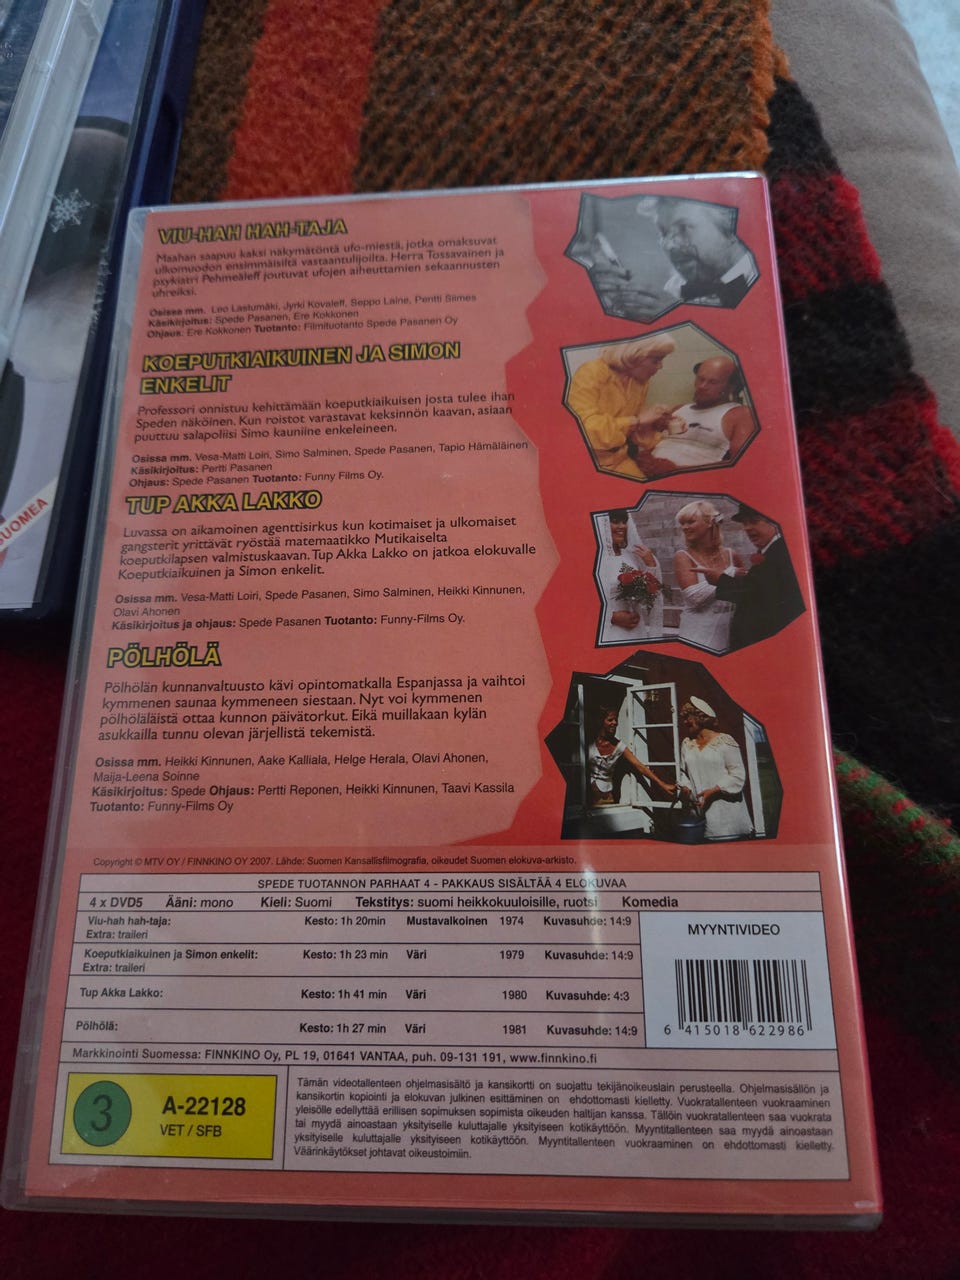 VIU-HAH HAH-TAJA
Maahan saapuu kaksi näkymätöntä ufo-miestä, jotka omaksuvat
ulkomuodon ensimmäisiltä vastaantulijoilta. Herra Tossavainen ja
psykiatri Pehmeäleff joutuvat ufojen aiheuttamien sekaannusten
uhreiksi.
Osissa mm. Leo Lastumäki, Jyrki Kovaleff, Seppo Laine, Pentti Siimes
Käsikirjoitus: Spede Pasanen, Ere Kokkonen
Ohjaus: Ere Kokkonen Tuotanto: Filmituotanto Spede Pasanen Oy
KOEPUTKIAIKUINEN JA SIMON
ENKELIT
Professori onnistuu kehittämään koeputkiaikuisen josta tulee ihan
Speden näköinen. Kun roistot varastavat keksinnön kaavan, asiaan
puuttuu salapoliisi Simo kauniine enkeleineen.
Osissa mm. Vesa-Matti Loiri, Simo Salminen, Spede Pasanen, Tapio Hämäläinen
Käsikirjoitus: Pertti Pasanen
Ohjaus: Spede Pasanen Tuotanto: Funny Films Oy.
TUP AKKA LAKKO
Luvassa on aikamoinen agenttisirkus kun kotimaiset ja ulkomaiset
gangsterit yrittävät ryöstää matemaatikko Mutikaiselta
koeputkilapsen valmistuskaavan. Tup Akka Lakko on jatkoa elokuvalle
Koeputkiaikuinen ja Simon enkelit.
Osissa mm. Vesa-Matti Loiri, Spede Pasanen, Simo Salminen, Heikki Kinnunen,
Olavi Ahonen
Käsikirjoitus ja ohjaus: Spede Pasanen Tuotanto: Funny-Films Oy.
PÖLHÖLÄ
Pölhölän kunnanvaltuusto kävi opintomatkalla Espanjassa ja vaihtoi
kymmenen saunaa kymmeneen siestaan. Nyt voi kymmenen
pölhöläläistä ottaa kunnon päivätorkut. Eikä muillakaan kylän
asukkailla tunnu olevan järjellistä tekemistä.
Osissa mm. Heikki Kinnunen, Aake Kalliala, Helge Herala, Olavi Ahonen,
Maija-Leena Soinne
Käsikirjoitus: Spede Ohjaus: Pertti Reponen, Heikki Kinnunen, Taavi Kassila
Tuotanto: Funny-Films Oy
Copyright © MTV OY / FINNKINO OY 2007. Lähde: Suomen Kansallisfilmografia, oikeudet Suomen elokuva-arkisto.
SPEDE TUOTANNON PARHAAT 4 - PAKKAUS SISÄLTÄÄ 4 ELOKUVAA
4 x DVD5 Ääni: mono Kieli: Suomi Tekstitys: suomi heikkokuuloisille, ruotsi Komedia
Viu-hah hah-taja: Kesto: 1h 20min Mustavalkoinen 1974 Kuvasuhde: 14:9
Extra: traileri
Koeputkiaikuinen ja Simon enkelit: Kesto: 1h 23 min Väri 1979 Kuvasuhde: 14:9
Extra: traileri
Tup Akka Lakko: Kesto: 1h 41 min Väri 1980 Kuvasuhde: 4:3
Pölhölä: Kesto: 1h 27 min Väri 1981 Kuvasuhde: 14:9
MYYNTIVIDEO
6 415018 622986
Markkinointi Suomessa: FINNKINO Oy, PL 19, 01641 VANTAA, puh. 09-131 191, www.finnkino.fi
3
A-22128
VET / SFB
Tämän videotallenteen ohjelmasisältö ja kansikortti on suojattu tekijänoikeuslain perusteella. Ohjelmasisällön ja
kansikortin kopiointi ja elokuvan julkinen esittäminen on ehdottomasti kielletty. Vuokratallenteen vuokraaminen
yleisölle edellyttää erillisen sopimuksen sopimista oikeuden haltijan kanssa. Tällöin vuokratallenteen saa vuokrata
tai myydä ainoastaan yksityiselle kuluttajalle yksityiseen kotikäyttöön. Myyntitallenteen saa myydä ainoastaan
yksityiselle kuluttajalle yksityiseen kotikäyttöön. Myyntitallenteen vuokraaminen on ehdottomasti kielletty.
Väärinkäytökset johtavat oikeustoimiin.
SUOMEA